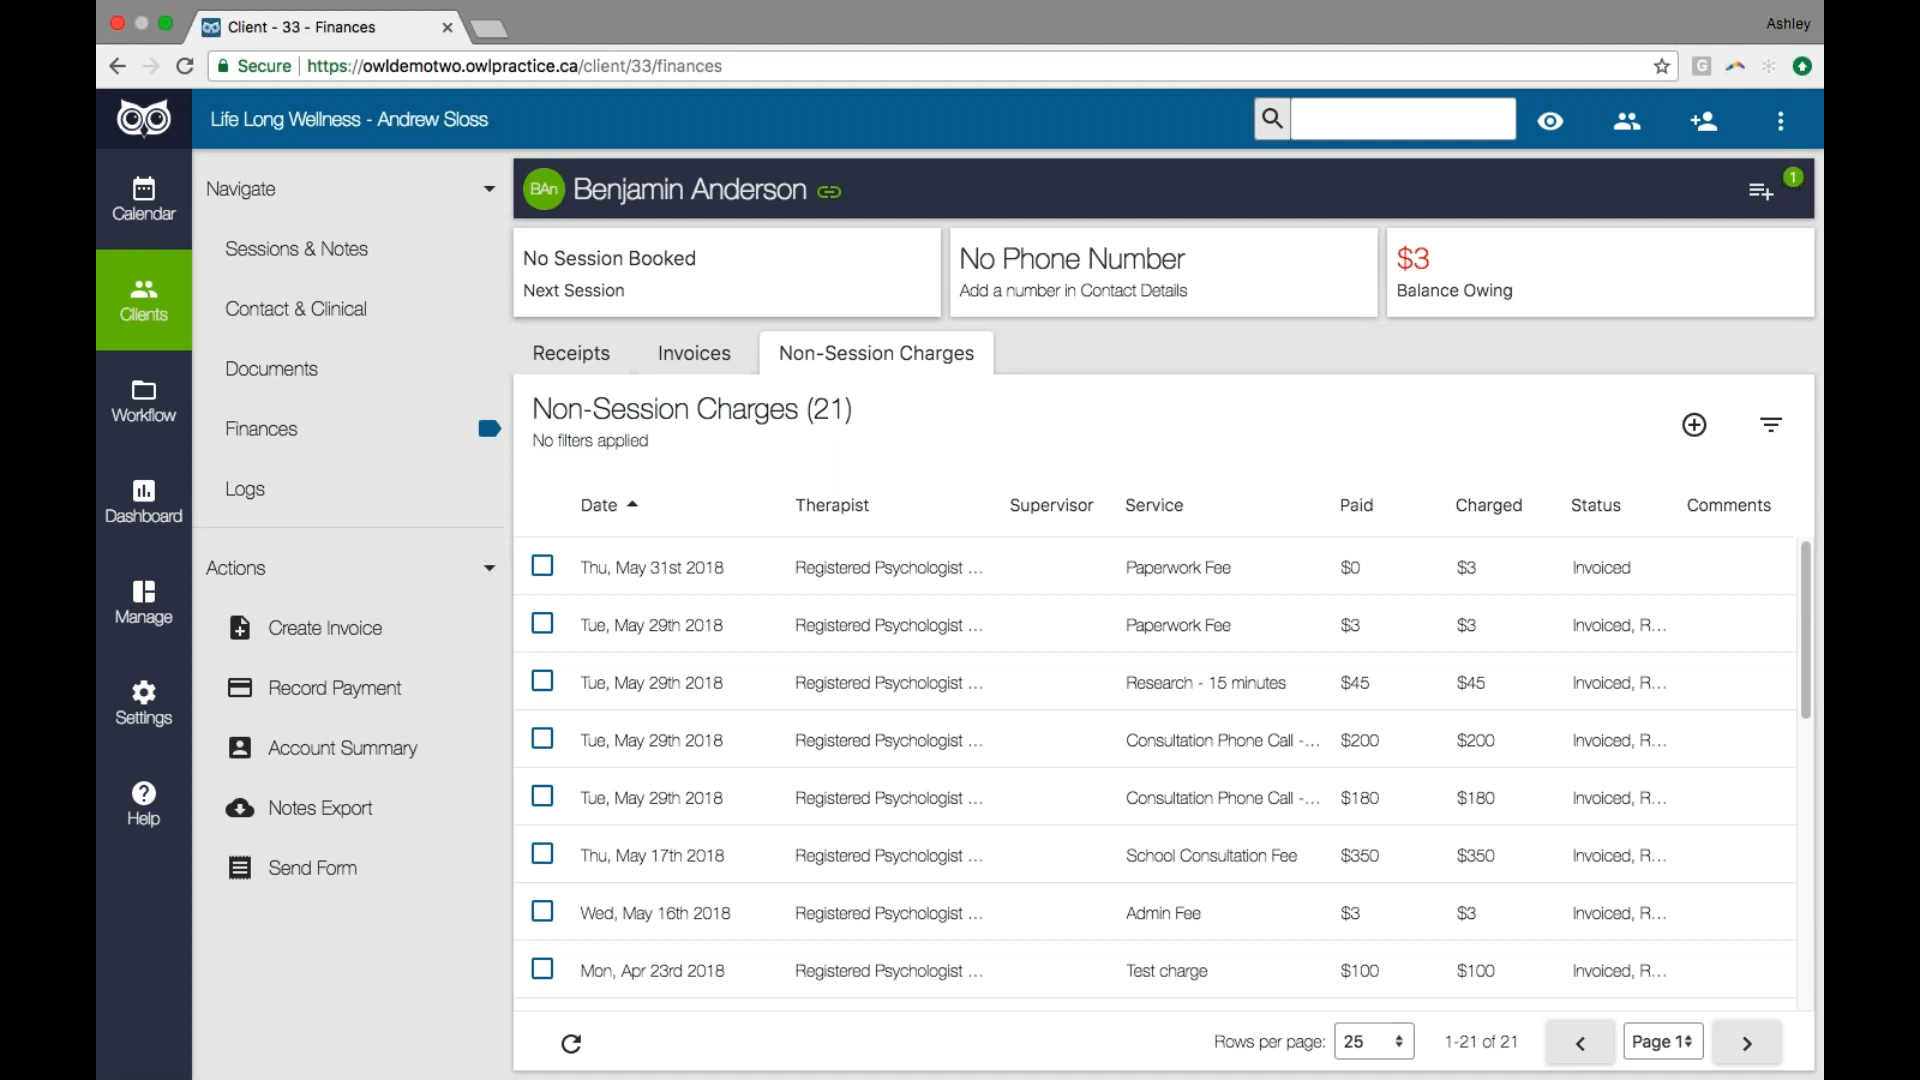 Client - 33 - Finances
Ashley
Secure
https://owldemotwo.owlpractice.ca/client/33/finances
G
Life Long Wellness - Andrew Sloss
Calendar
Clients
Workflow
Dashboard
Manage
Settings
Help
Navigate
Sessions & Notes
Contact & Clinical
Documents
Finances
Logs
Actions
Create Invoice
Record Payment
Account Summary
Notes Export
Send Form
BAn Benjamin Anderson
1
No Session Booked
Next Session
No Phone Number
Add a number in Contact Details
$3
Balance Owing
Receipts Invoices Non-Session Charges
Non-Session Charges (21)
No filters applied
Date Therapist Supervisor Service Paid Charged Status Comments
Thu, May 31st 2018 Registered Psychologist ... Paperwork Fee $0 $3 Invoiced
Tue, May 29th 2018 Registered Psychologist ... Paperwork Fee $3 $3 Invoiced, R...
Tue, May 29th 2018 Registered Psychologist ... Research - 15 minutes $45 $45 Invoiced, R...
Tue, May 29th 2018 Registered Psychologist ... Consultation Phone Call -... $200 $200 Invoiced, R...
Tue, May 29th 2018 Registered Psychologist ... Consultation Phone Call -... $180 $180 Invoiced, R...
Thu, May 17th 2018 Registered Psychologist ... School Consultation Fee $350 $350 Invoiced, R...
Wed, May 16th 2018 Registered Psychologist ... Admin Fee $3 $3 Invoiced, R...
Mon, Apr 23rd 2018 Registered Psychologist ... Test charge $100 $100 Invoiced, R...
Rows per page: 25 1-21 of 21 Page 1